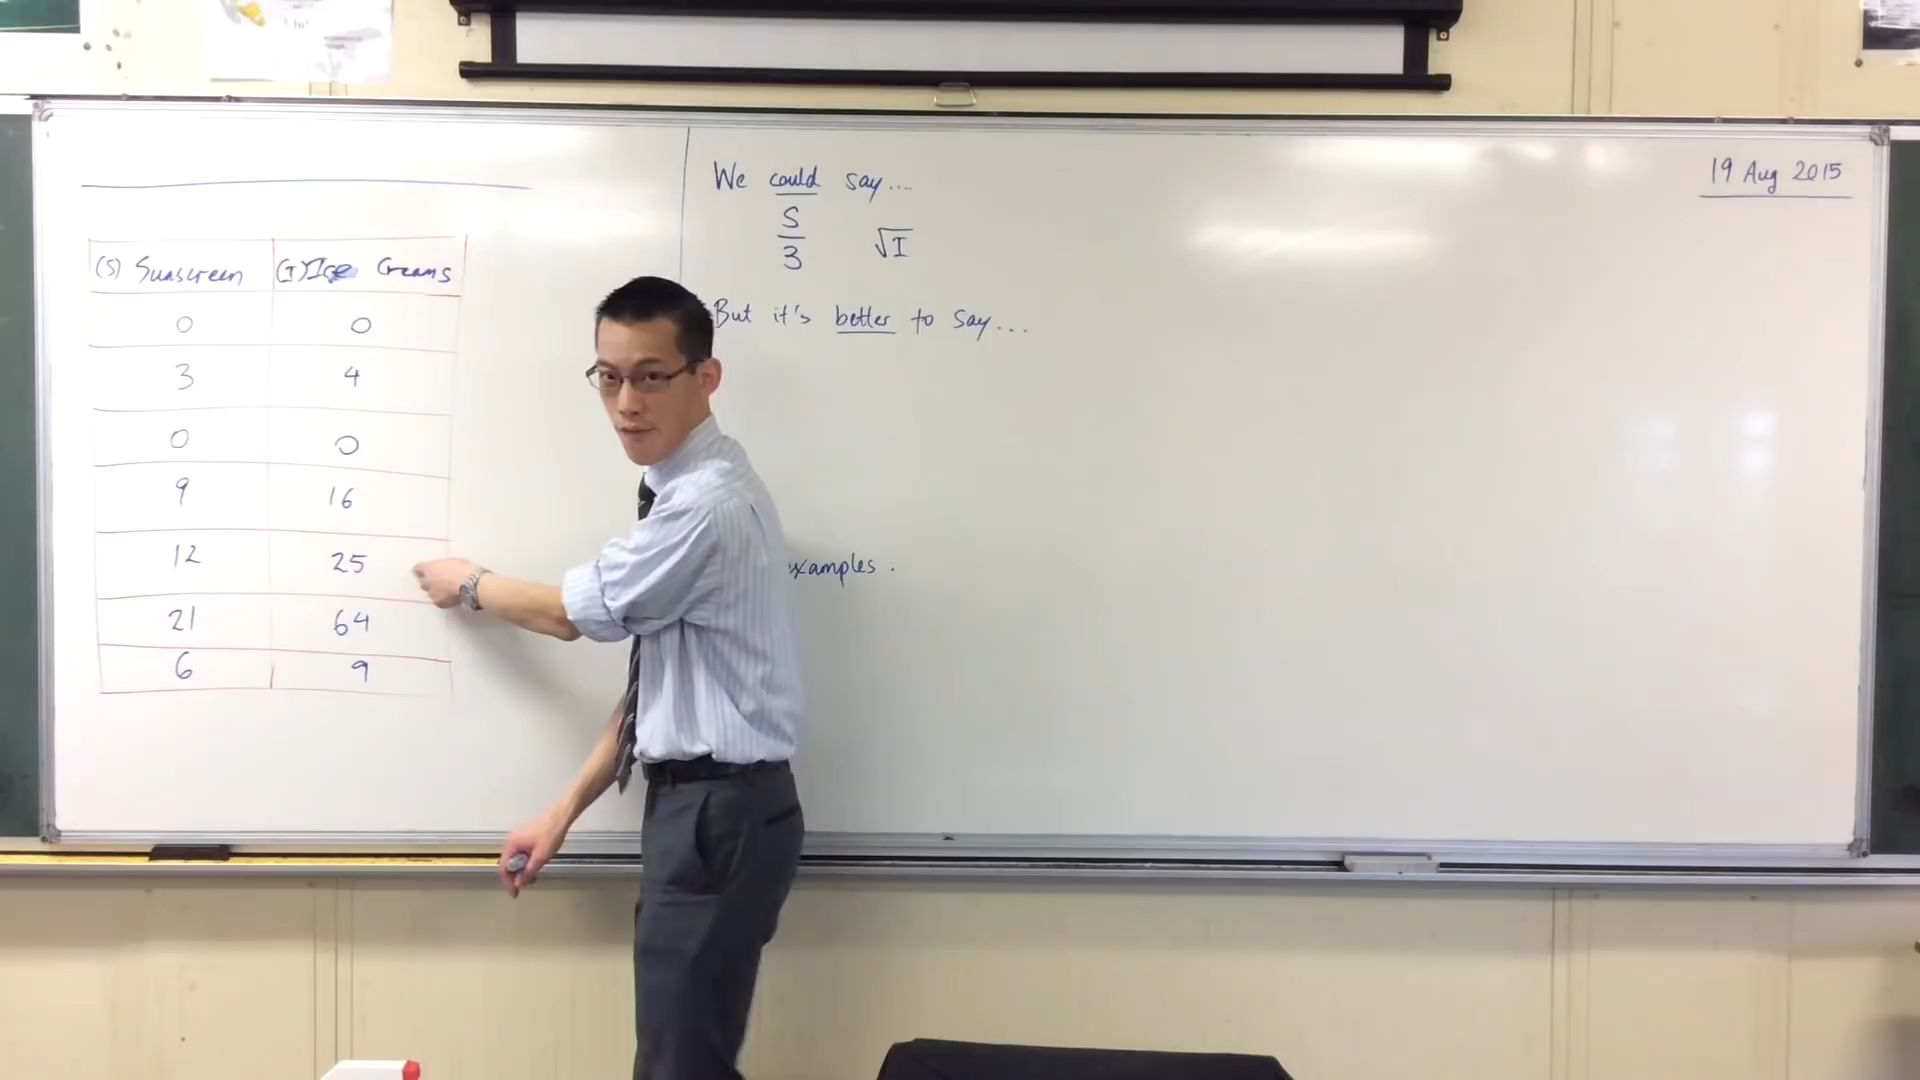 19 Aug 2015
(S) Sunscreen (I) Ice Creams
0 0
3 4
0 0
9 16
12 25
21 64
6 9
We could say....
S/3 √I
But it's better to say...
xamples :